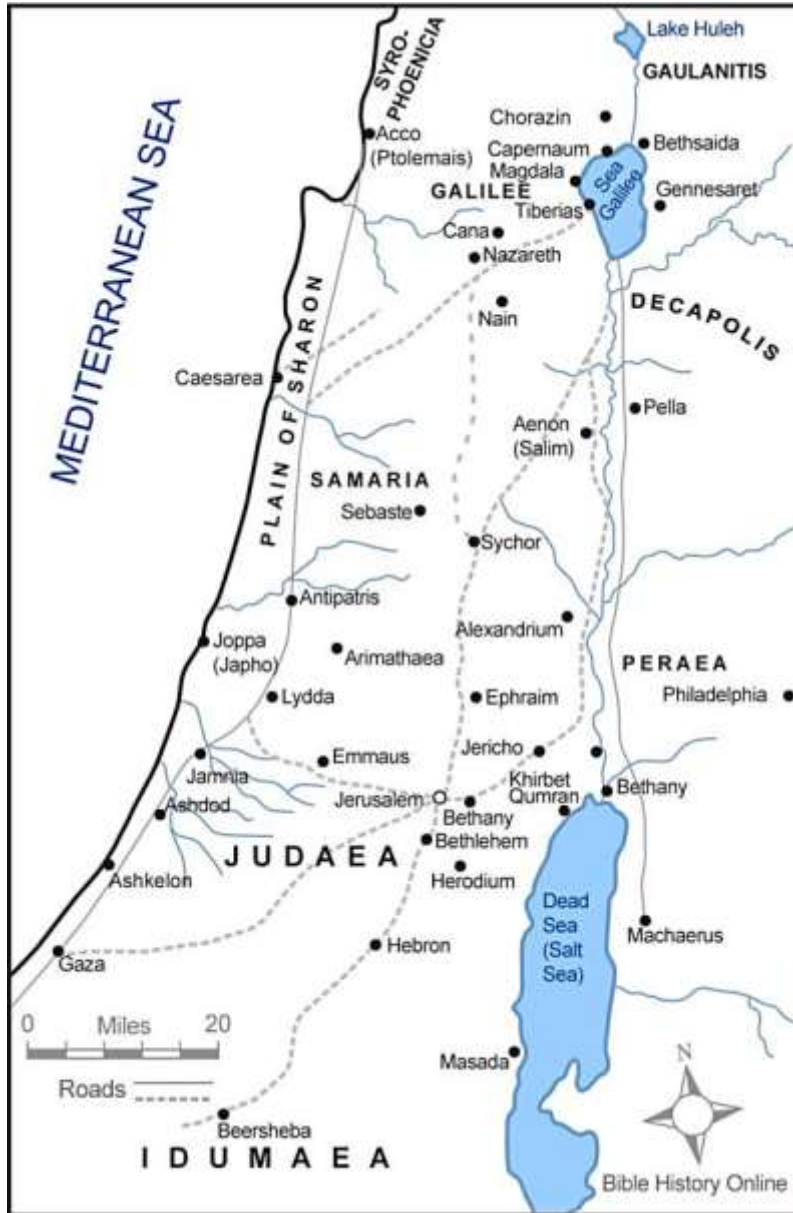 Lake Huleh
SYRO-
PHOENICIA
GAULANITIS
MEDITERRANEAN SEA
Chorazin
Acco
(Ptolemais)
Capernaum
Bethsaida
Magdala
GALILEE
Sea
Galilee
Gennesaret
Tiberias
Cana
Nazareth
DECAPOLIS
Nain
PLAIN OF SHARON
Caesarea
Pella
Aenon
(Salim)
SAMARIA
Sebaste
Sychor
Antipatris
Alexandrium
Joppa
(Japho)
Arimathaea
PERAEA
Lydda
Ephraim
Philadelphia
Emmaus
Jericho
Jamnia
Khirbet
Qumran
Bethany
Jerusalem
Ashdod
Bethany
Bethlehem
JUDAEA
Herodium
Ashkelon
Dead
Sea
(Salt
Sea)
Machaerus
Hebron
Gaza
0 Miles 20
Masada
N
Roads
Beersheba
IDUMAEA
Bible History Online